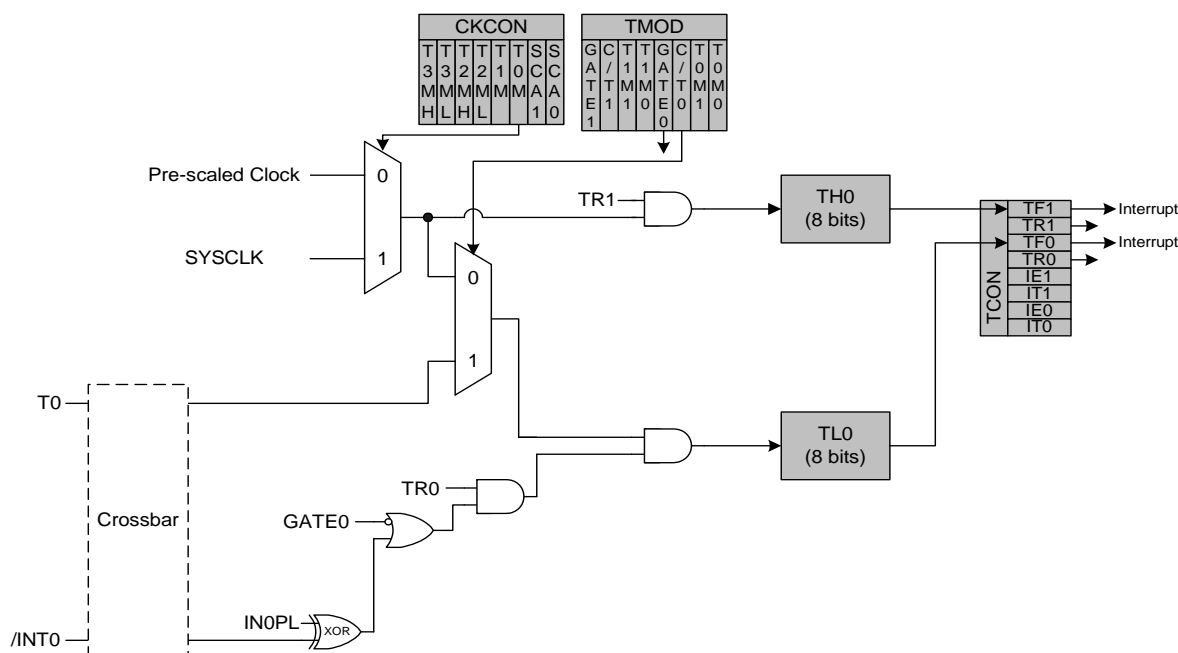 CKCON
T3MH
T3ML
T2MH
T2ML
T1M
T0M
SCA1
SCA0
TMOD
GATE1
C/T1
T1M1
T1M0
GATE0
C/T0
T0M1
T0M0
Pre-scaled Clock
0
SYSCLK
1
TR1
TH0
(8 bits)
TCON
TF1
TR1
TF0
TR0
IE1
IT1
IE0
IT0
Interrupt
Interrupt
0
1
T0
Crossbar
/INT0
TL0
(8 bits)
TR0
GATE0
IN0PL
XOR